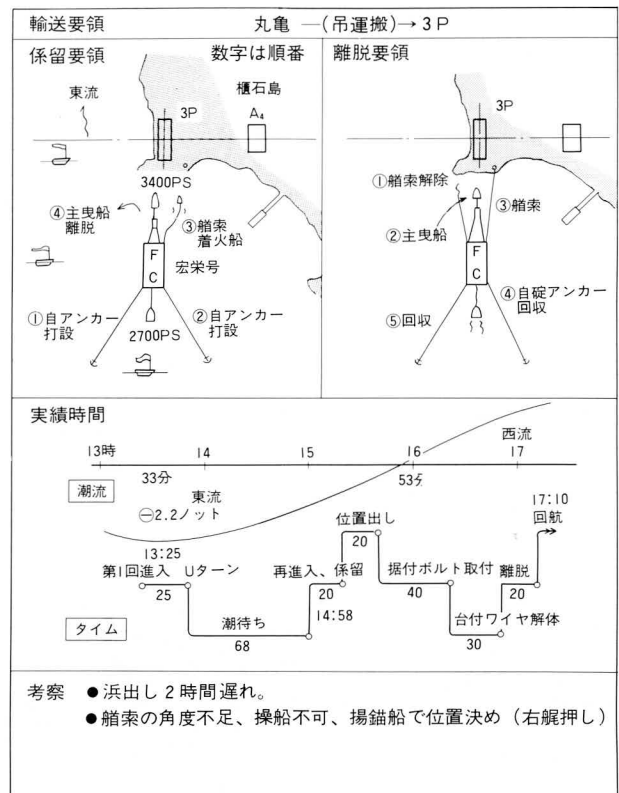 輸送要領 丸亀 ―(吊運搬)→ 3P
係留要領 数字は順番
東流
3P
櫃石島
A4
3400PS
④主曳船
離脱
③艏索
着火船
F
C
宏栄号
①自アンカー
打設
②自アンカー
打設
2700PS
離脱要領
3P
①艏索解除
③艏索
②主曳船
F
C
④自碇アンカー
回収
⑤回収
実績時間
13時 14 15 16 17
西流
33分
53分
潮流
東流
㊀2.2ノット
17:10
回航
位置出し
20
13:25
第1回進入 Uターン
再進入、係留
据付ボルト取付
離脱
25
20
40
20
14:58
潮待ち
台付ワイヤ解体
タイム
68
30
考察 ●浜出し2時間遅れ。
●艏索の角度不足、操船不可、揚錨船で位置決め(右艉押し)